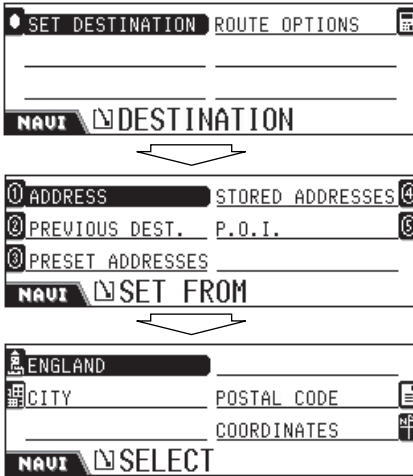 SET DESTINATION ROUTE OPTIONS
NAVI DESTINATION
1 ADDRESS STORED ADDRESSES 4
2 PREVIOUS DEST. P.O.I. 5
3 PRESET ADDRESSES
NAVI SET FROM
ENGLAND
CITY POSTAL CODE
COORDINATES
NAVI SELECT